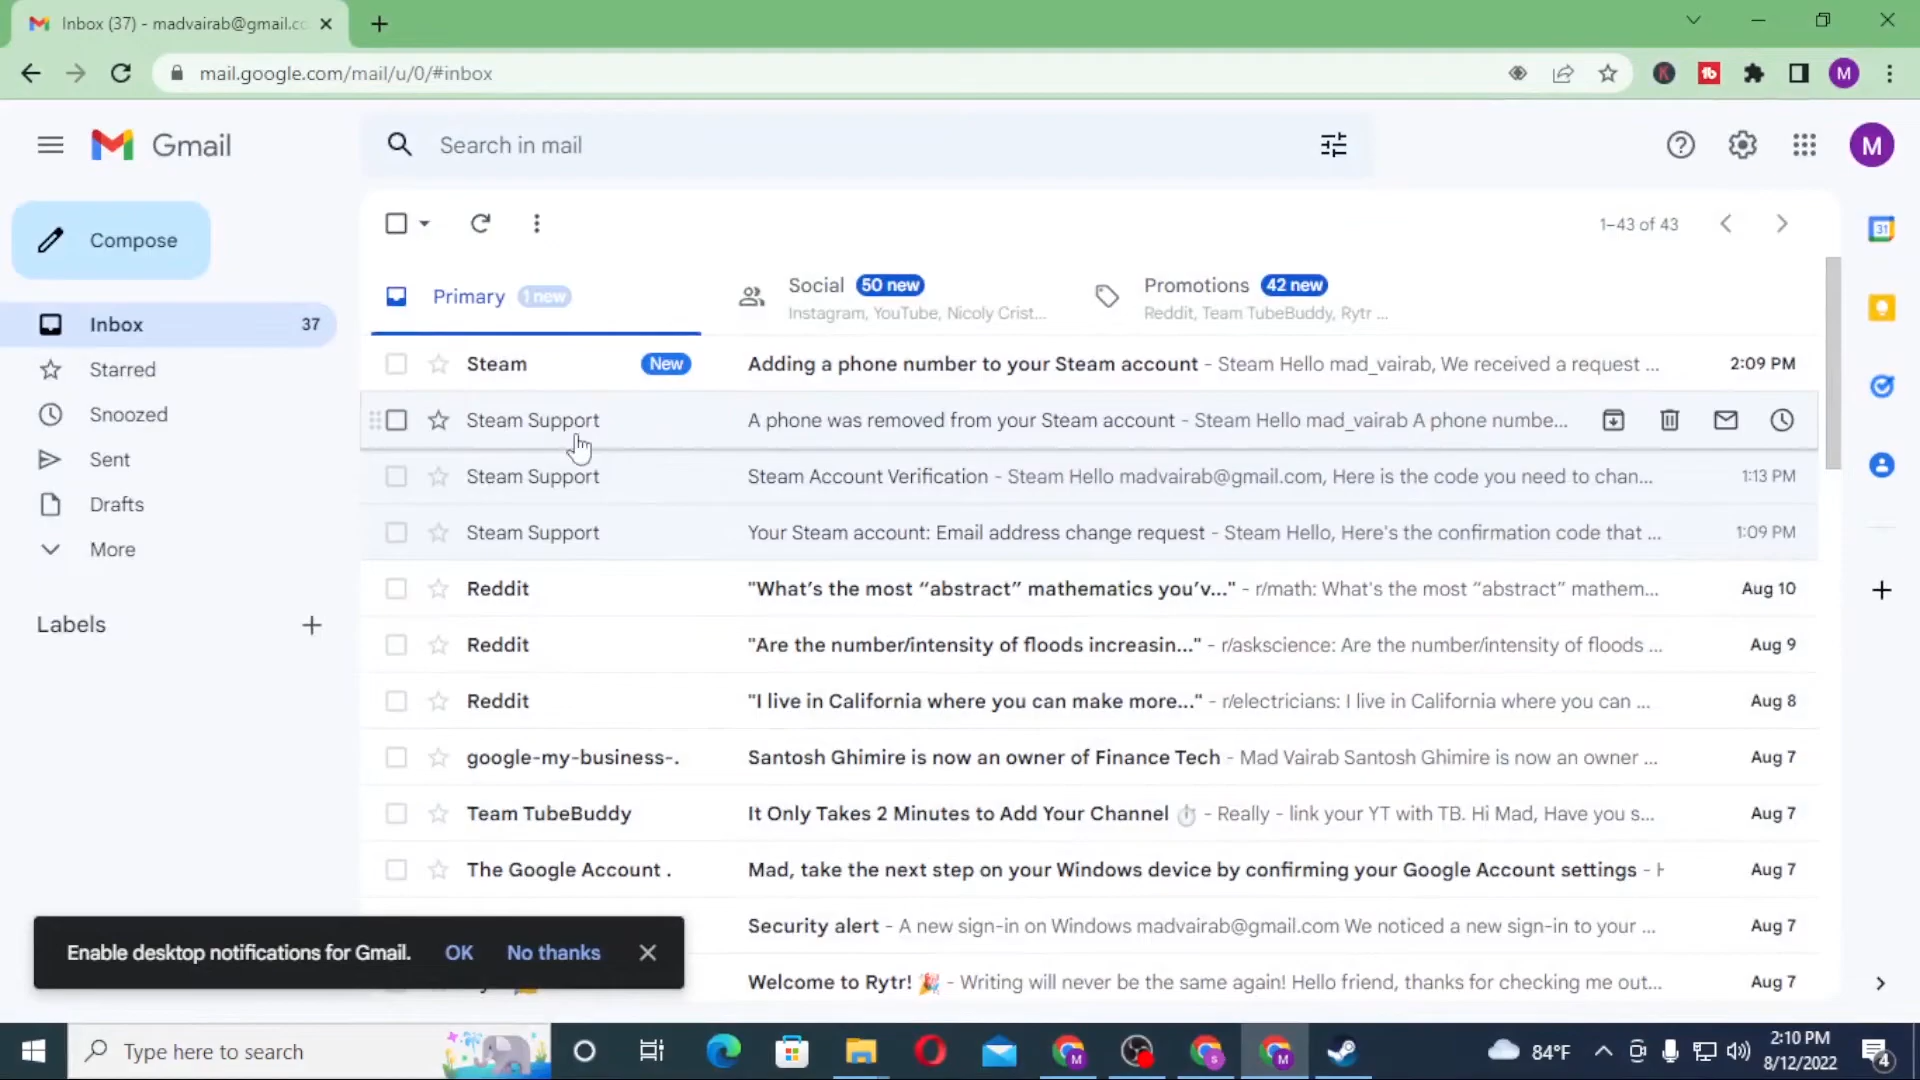 Inbox (37) - madvairab@gmail.co
mail.google.com/mail/u/0/#inbox
M
Gmail
Search in mail
M
Compose
1–43 of 43
Primary 1 new
Social 50 new
Instagram, YouTube, Nicoly Crist...
Promotions 42 new
Reddit, Team TubeBuddy, Rytr ...
Inbox 37
Starred
Snoozed
Sent
Drafts
More
Labels
Steam New Adding a phone number to your Steam account - Steam Hello mad_vairab, We received a request ... 2:09 PM
Steam Support A phone was removed from your Steam account - Steam Hello mad_vairab A phone numbe...
Steam Support Steam Account Verification - Steam Hello madvairab@gmail.com, Here is the code you need to chan... 1:13 PM
Steam Support Your Steam account: Email address change request - Steam Hello, Here's the confirmation code that ... 1:09 PM
Reddit "What's the most “abstract” mathematics you'v..." - r/math: What's the most “abstract” mathem... Aug 10
Reddit "Are the number/intensity of floods increasin..." - r/askscience: Are the number/intensity of floods ... Aug 9
Reddit "I live in California where you can make more..." - r/electricians: I live in California where you can ... Aug 8
google-my-business-. Santosh Ghimire is now an owner of Finance Tech - Mad Vairab Santosh Ghimire is now an owner ... Aug 7
Team TubeBuddy It Only Takes 2 Minutes to Add Your Channel ⏱️ - Really - link your YT with TB. Hi Mad, Have you s... Aug 7
The Google Account . Mad, take the next step on your Windows device by confirming your Google Account settings - H Aug 7
Security alert - A new sign-in on Windows madvairab@gmail.com We noticed a new sign-in to your ... Aug 7
Welcome to Rytr! 🎉 - Writing will never be the same again! Hello friend, thanks for checking me out... Aug 7
Enable desktop notifications for Gmail. OK No thanks
31
Type here to search
84°F
2:10 PM
8/12/2022
4